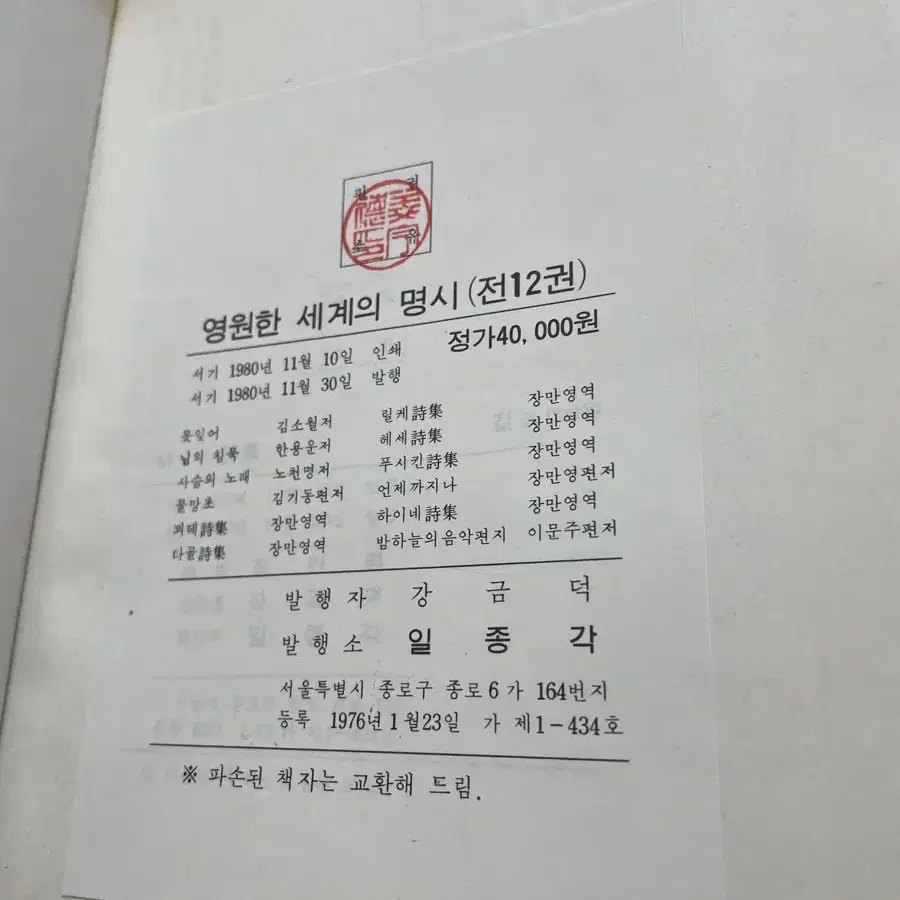 판 권
소 유
영원한 세계의 명시(전12권)
정가40,000원
서기 1980년 11월 10일 인쇄
서기 1980년 11월 30일 발행
못잊어 김소월저 릴케詩集 장만영역
님의 침묵 한용운저 헤세詩集 장만영역
사슴의 노래 노천명저 푸시킨詩集 장만영역
물망초 김기동편저 언제까지나 장만영편저
괴테詩集 장만영역 하이네詩集 장만영역
타골詩集 장만영역 밤하늘의음악편지 이문주편저
발행자 강금덕
발행소 일종각
서울특별시 종로구 종로6가 164번지
등록 1976년1월23일 가 제1-434호
※ 파손된 책자는 교환해 드림.